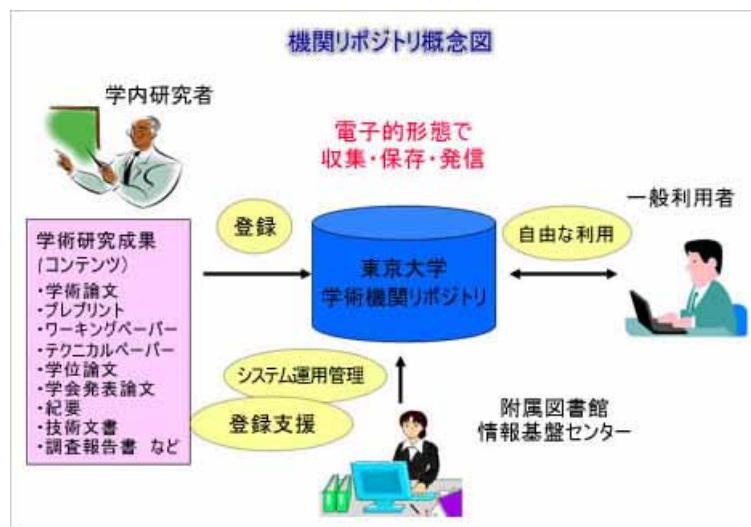 機関リポジトリ概念図
学内研究者
電子的形態で
収集・保存・発信
一般利用者
学術研究成果
(コンテンツ)
・学術論文
・プレプリント
・ワーキングペーパー
・テクニカルペーパー
・学位論文
・学会発表論文
・紀要
・技術文書
・調査報告書 など
登録
東京大学
学術機関リポジトリ
自由な利用
システム運用管理
登録支援
附属図書館
情報基盤センター